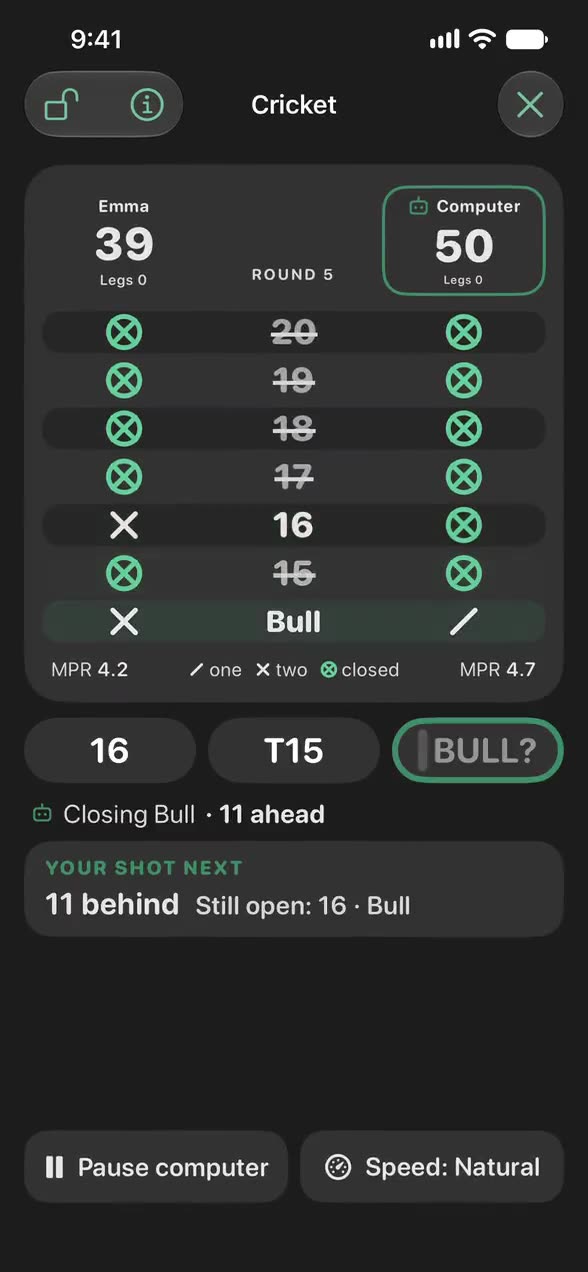 9:41
Cricket
Emma
39
Legs 0
ROUND 5
Computer
50
Legs 0
20
19
18
17
16
15
Bull
MPR 4.2
one two closed
MPR 4.7
16
T15
BULL?
Closing Bull · 11 ahead
YOUR SHOT NEXT
11 behind Still open: 16 · Bull
Pause computer
Speed: Natural